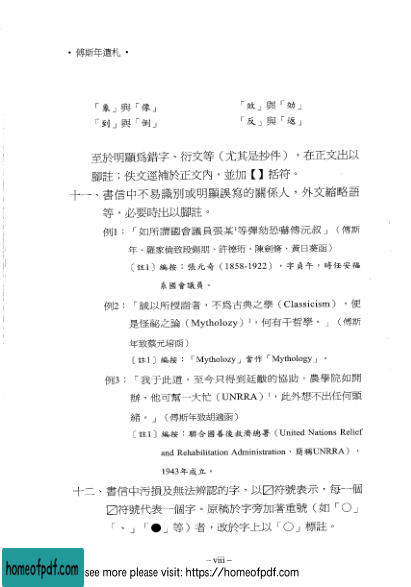 ・傅斯年遺札・
「象」與「像」　「效」與「効」
「到」與「倒」　「反」與「返」
至於明顯爲錯字、衍文等（尤其是抄件），在正文出以
腳註；佚文逕補於正文內，並加【】括符。
十一、書信中不易識別或明顯誤寫的關係人，外文縮略語
等，必要時出以腳註。
例1：「如所謂國會議員張某¹等彈劾恐嚇傅沅叔」（傅斯
年、羅家倫致段錫朋、許德珩、陳劍脩、黃日葵函）
〔註1〕編按：張元奇（1858-1922），字貞午，時任安福
系國會議員。
例2：「誠以所授諧者，不爲古典之學（Classicism），便
是怪祕之論（Mytholozy）¹，何有干哲學。」（傅斯
年致蔡元培函）
〔註1〕編按：「Mytholozy」當作「Mythology」。
例3：「我于此道，至今只得到廷黻的協助。農學院如開
辦，他可幫一大忙（UNRRA）¹，此外想不出任何頭
緒。」（傅斯年致胡適函）
〔註1〕編按：聯合國善後救濟總署（United Nations Relief
and Rehabilitation Administration，簡稱UNRRA），
1943年成立。
十二、書信中污損及無法辨認的字，以〼符號表示，每一個
〼符號代表一個字。原稿於字旁加著重號（如「○」
「、」「●」等）者，改於字上以「○」標註。
– viii –
homeofpdf.com
see more please visit: https://homeofpdf.com